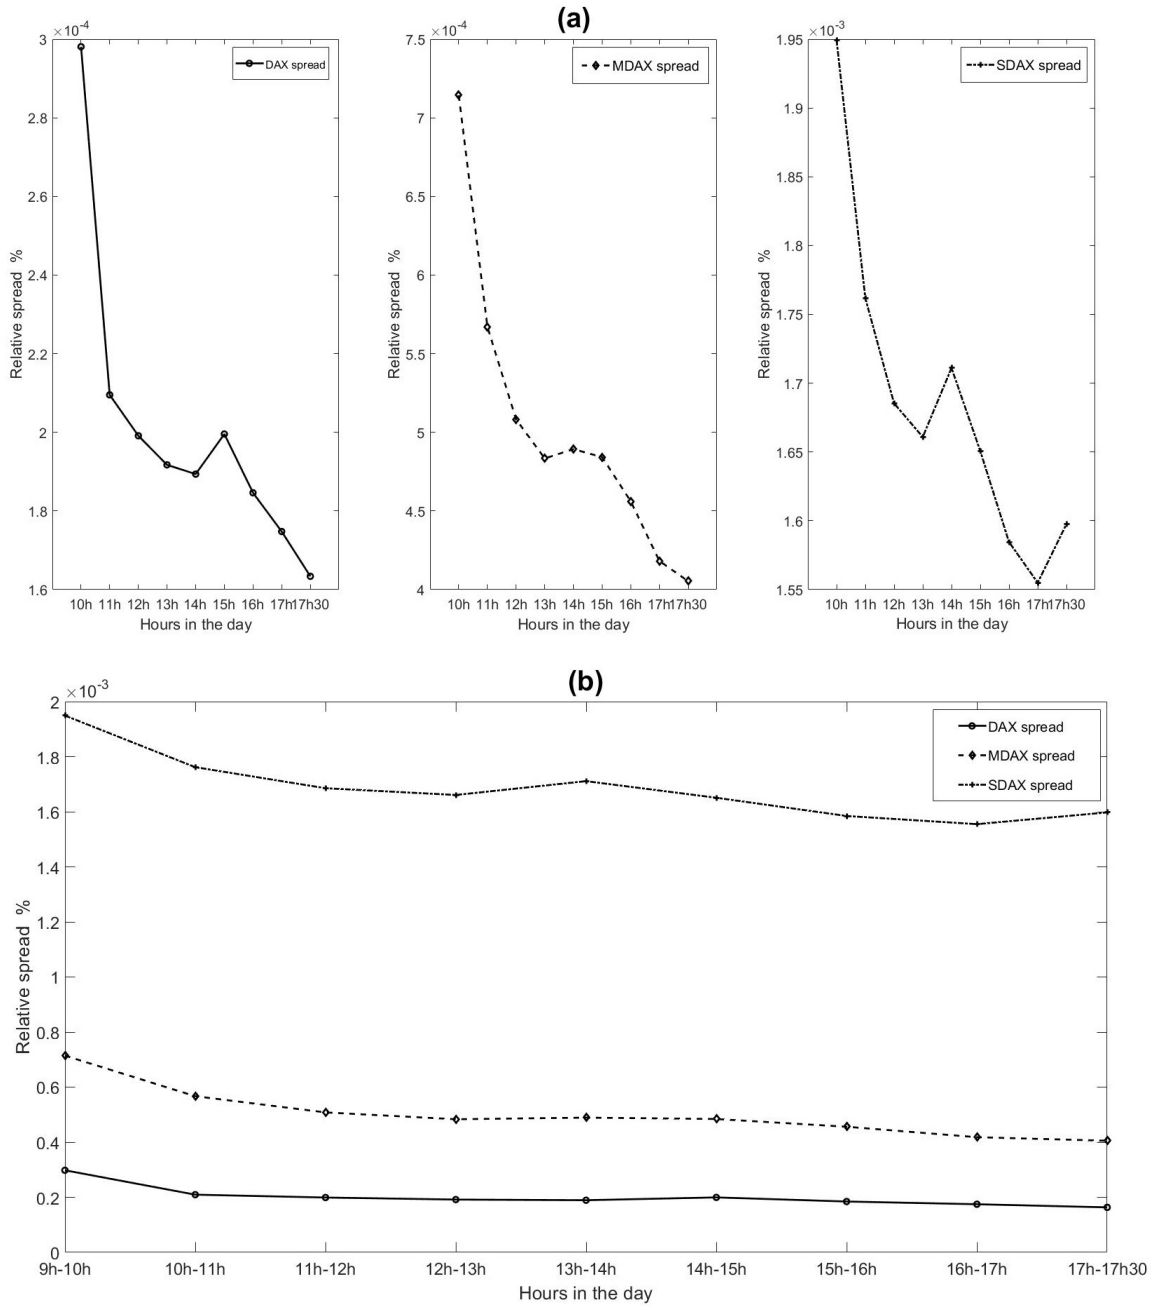 (a)
×10-4
3
2.8
2.6
2.4
2.2
2
1.8
1.6
Relative spread %
DAX spread
10h 11h 12h 13h 14h 15h 16h 17h17h30
Hours in the day
×10-4
7.5
7
6.5
6
5.5
5
4.5
4
Relative spread %
MDAX spread
10h 11h 12h 13h 14h 15h 16h 17h17h30
Hours in the day
×10-3
1.95
1.9
1.85
1.8
1.75
1.7
1.65
1.6
1.55
Relative spread %
SDAX spread
10h 11h 12h 13h 14h 15h 16h 17h17h30
Hours in the day
(b)
×10-3
2
1.8
1.6
1.4
1.2
1
0.8
0.6
0.4
0.2
0
Relative spread %
DAX spread
MDAX spread
SDAX spread
9h-10h 10h-11h 11h-12h 12h-13h 13h-14h 14h-15h 15h-16h 16h-17h 17h-17h30
Hours in the day